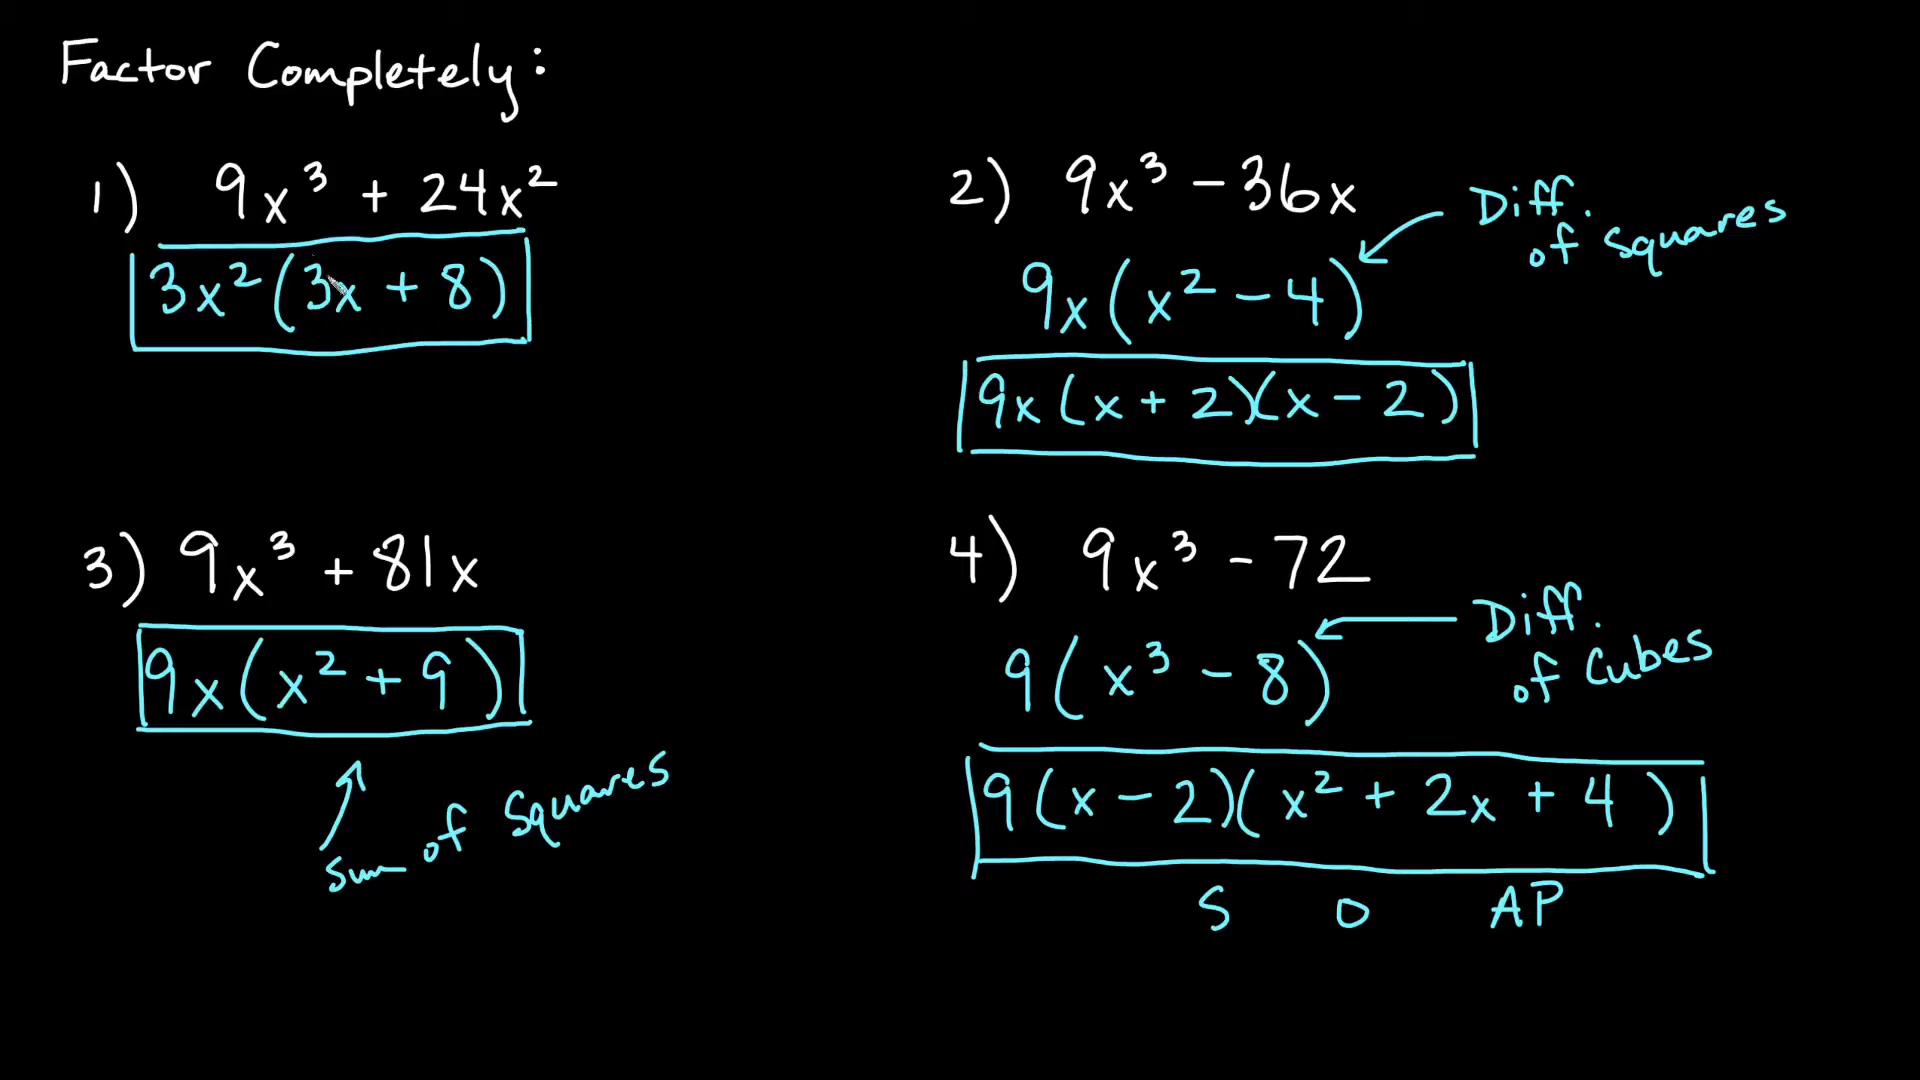 Factor Completely:
1) 9x³ + 24x²
3x²(3x + 8)
2) 9x³ - 36x
Diff.
of squares
9x(x² - 4)
9x(x + 2)(x - 2)
3) 9x³ + 81x
9x(x² + 9)
Sum of Squares
4) 9x³ - 72
Diff.
of Cubes
9(x³ - 8)
9(x - 2)(x² + 2x + 4)
S O AP